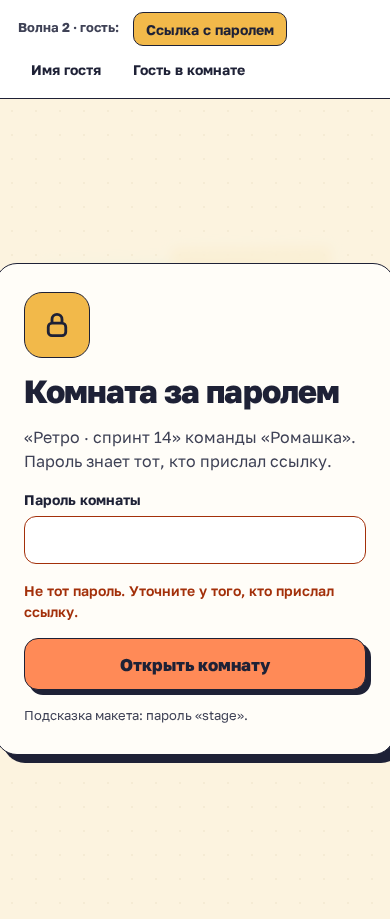 Волна 2 · гость:
Ссылка с паролем
Имя гостя
Гость в комнате
Комната за паролем
«Ретро · спринт 14» команды «Ромашка».
Пароль знает тот, кто прислал ссылку.
Пароль комнаты
Не тот пароль. Уточните у того, кто прислал
ссылку.
Открыть комнату
Подсказка макета: пароль «stage».